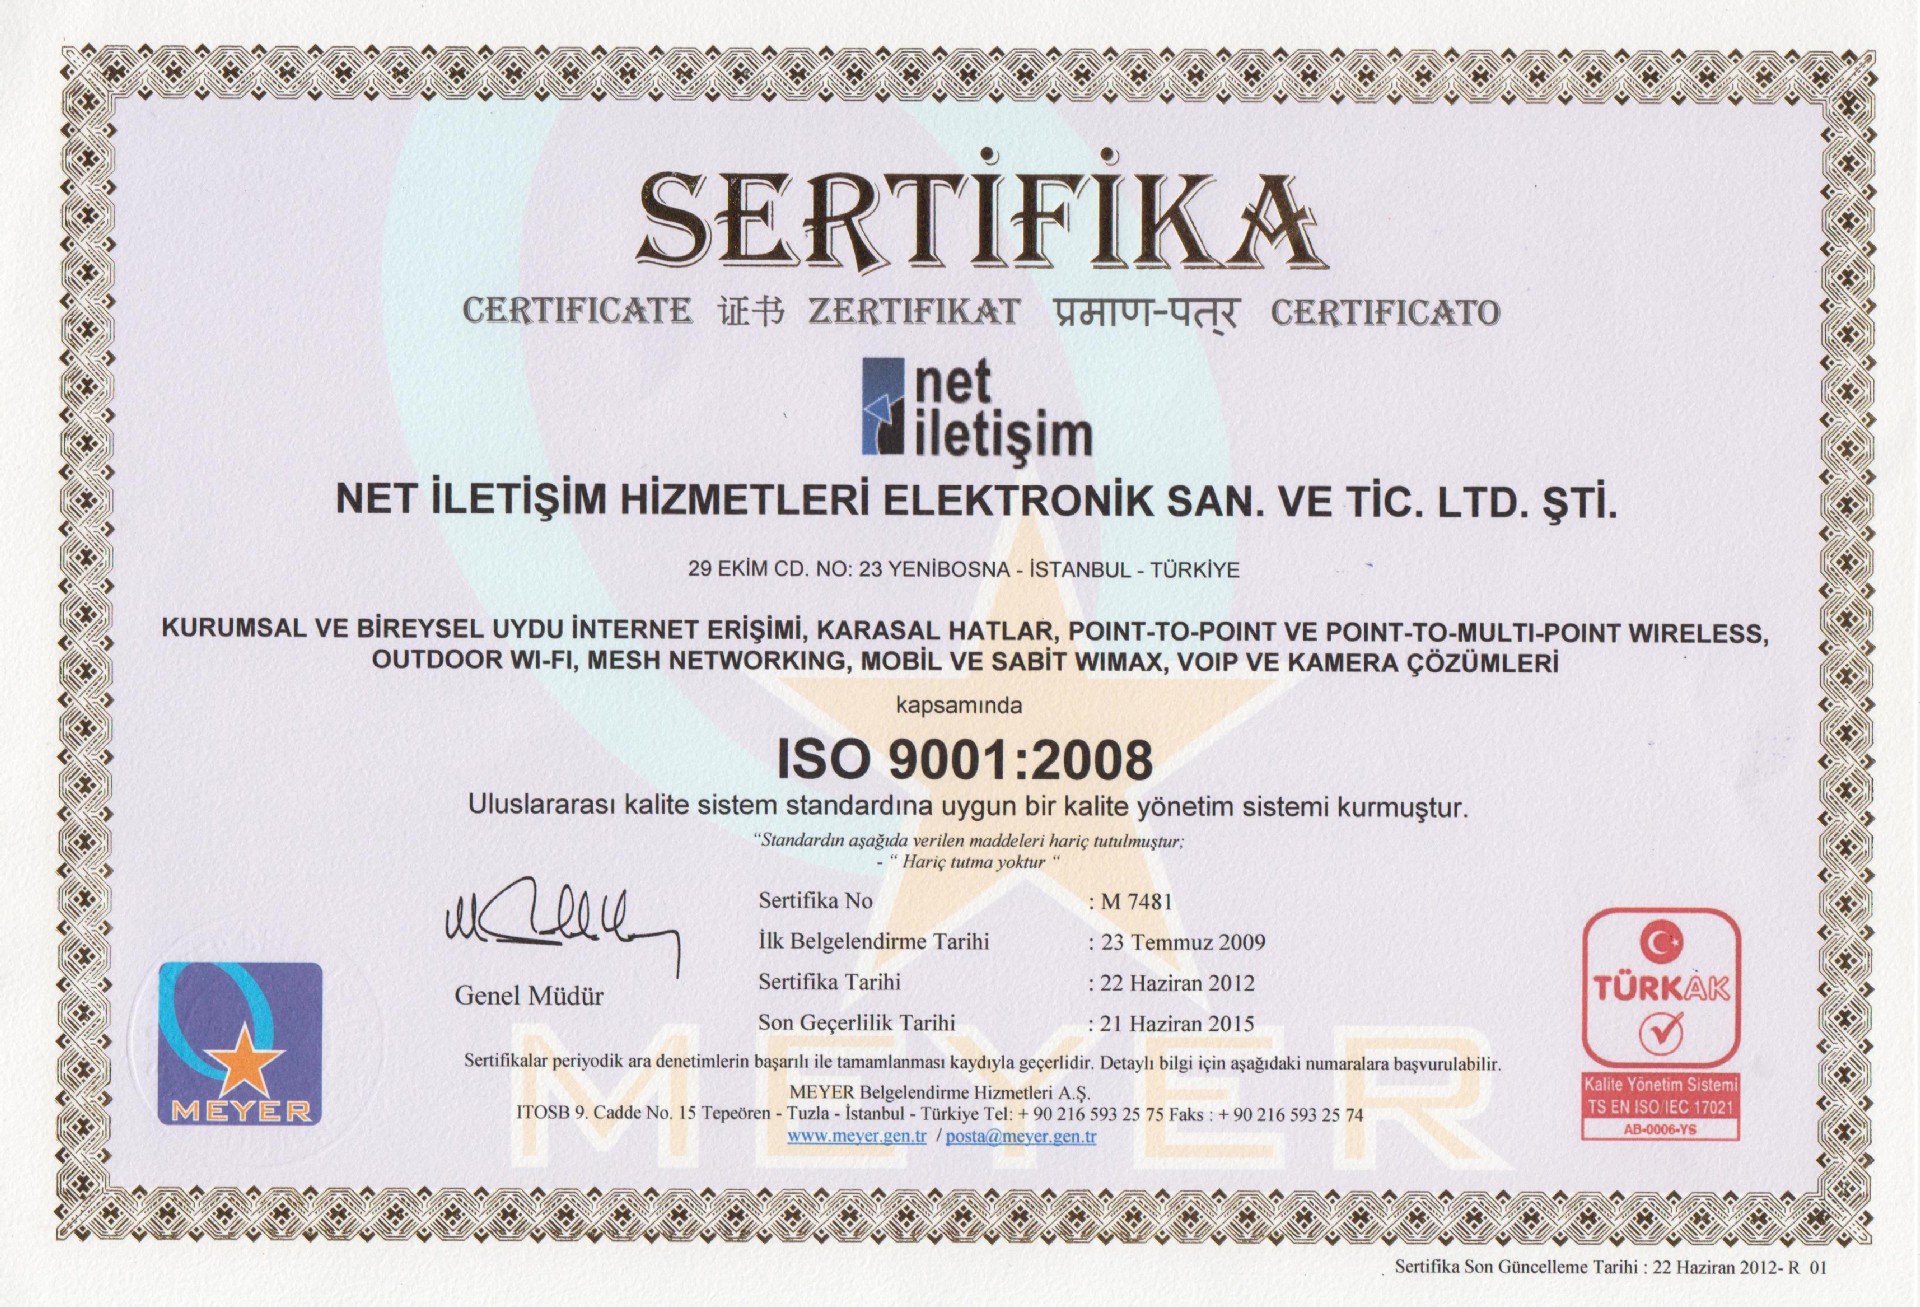 SERTİFİKA
CERTIFICATE 证书 ZERTIFIKAT प्रमाण-पत्र CERTIFICATO
net
iletişim
NET İLETİŞİM HİZMETLERİ ELEKTRONİK SAN. VE TİC. LTD. ŞTİ.
29 EKİM CD. NO: 23 YENİBOSNA - İSTANBUL - TÜRKİYE
KURUMSAL VE BİREYSEL UYDU İNTERNET ERİŞİMİ, KARASAL HATLAR, POINT-TO-POINT VE POINT-TO-MULTI-POINT WIRELESS,
OUTDOOR WI-FI, MESH NETWORKING, MOBİL VE SABİT WIMAX, VOIP VE KAMERA ÇÖZÜMLERİ
kapsamında
ISO 9001:2008
Uluslararası kalite sistem standardına uygun bir kalite yönetim sistemi kurmuştur.
“Standardın aşağıda verilen maddeleri hariç tutulmuştur;
- “ Hariç tutma yoktur “
Sertifika No : M 7481
İlk Belgelendirme Tarihi : 23 Temmuz 2009
Sertifika Tarihi : 22 Haziran 2012
Son Geçerlilik Tarihi : 21 Haziran 2015
Genel Müdür
Sertifikalar periyodik ara denetimlerin başarılı ile tamamlanması kaydıyla geçerlidir. Detaylı bilgi için aşağıdaki numaralara başvurulabilir.
MEYER Belgelendirme Hizmetleri A.Ş.
ITOSB 9. Cadde No. 15 Tepeören - Tuzla - İstanbul - Türkiye Tel: + 90 216 593 25 75 Faks : + 90 216 593 25 74
www.meyer.gen.tr / posta@meyer.gen.tr
MEYER
MEYER
TÜRKAK
Kalite Yönetim Sistemi
TS EN ISO/IEC 17021
AB-0006-YS
Sertifika Son Güncelleme Tarihi : 22 Haziran 2012- R 01